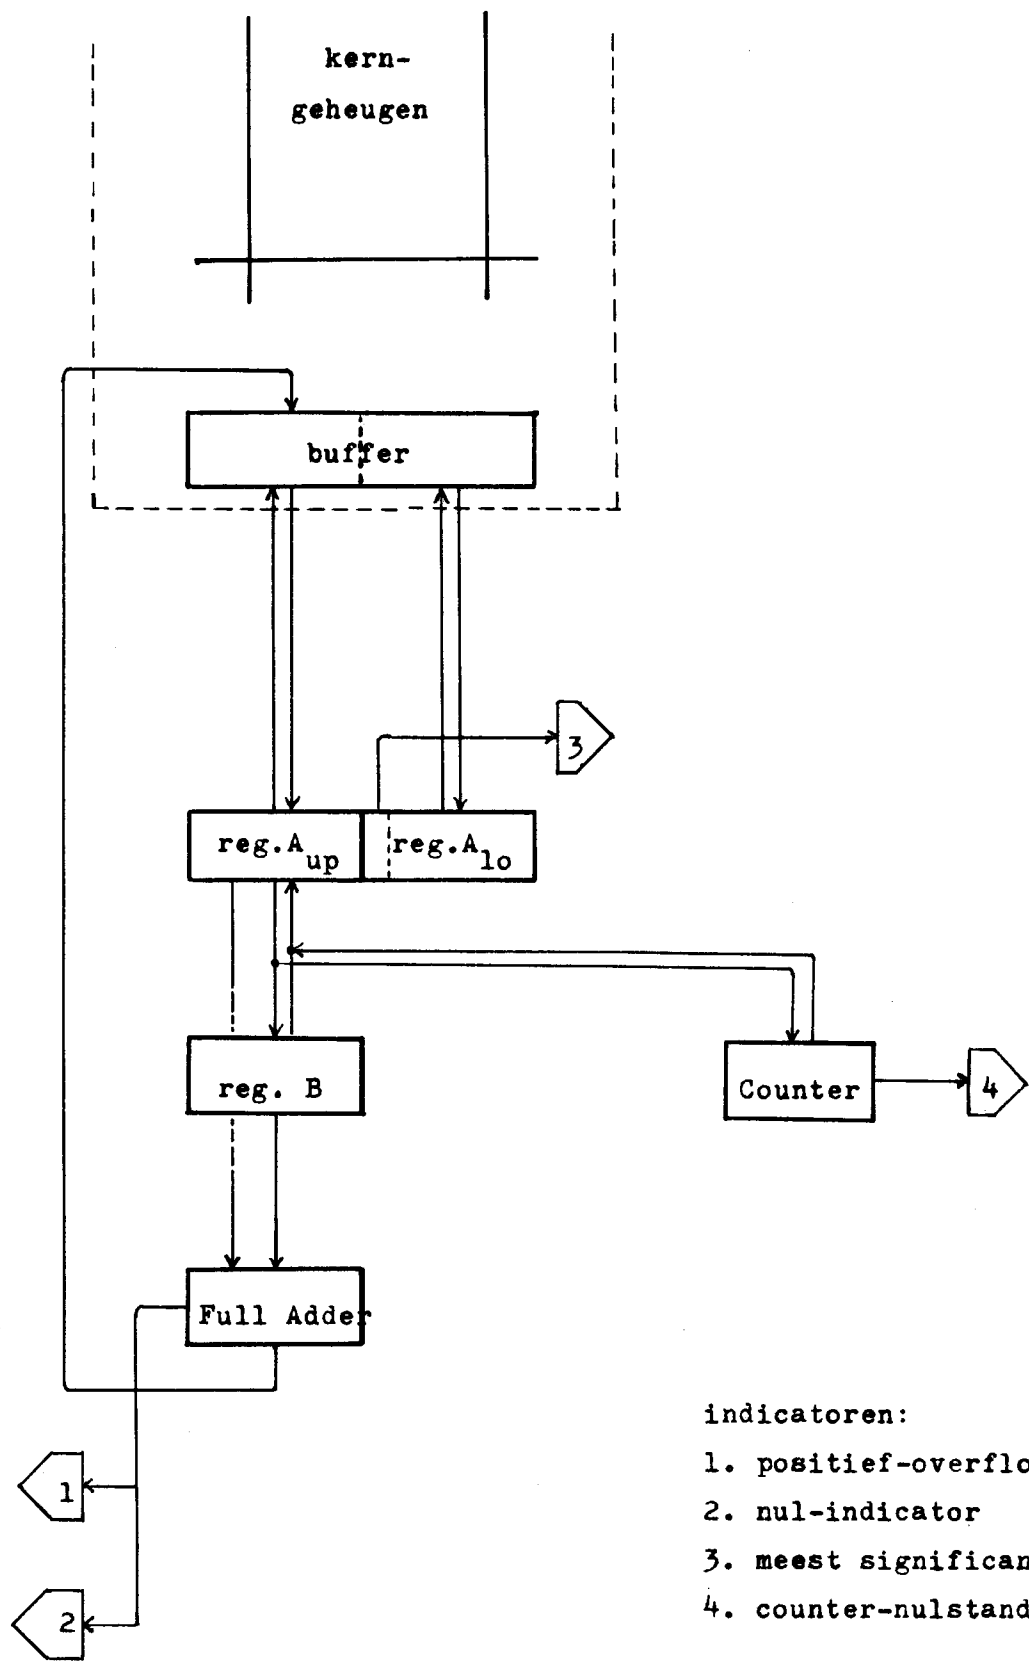 kern-
geheugen
buffer
3
reg.A up
reg.A lo
reg. B
Counter
4
Full Adder
indicatoren:
1. positief-overflo
2. nul-indicator
3. meest significan
4. counter-nulstand
1
2